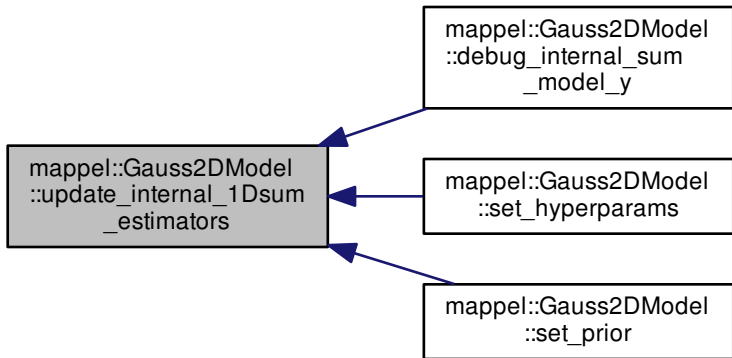 mappel::Gauss2DModel
::debug_internal_sum
_model_y
mappel::Gauss2DModel
::update_internal_1Dsum
_estimators
mappel::Gauss2DModel
::set_hyperparams
mappel::Gauss2DModel
::set_prior